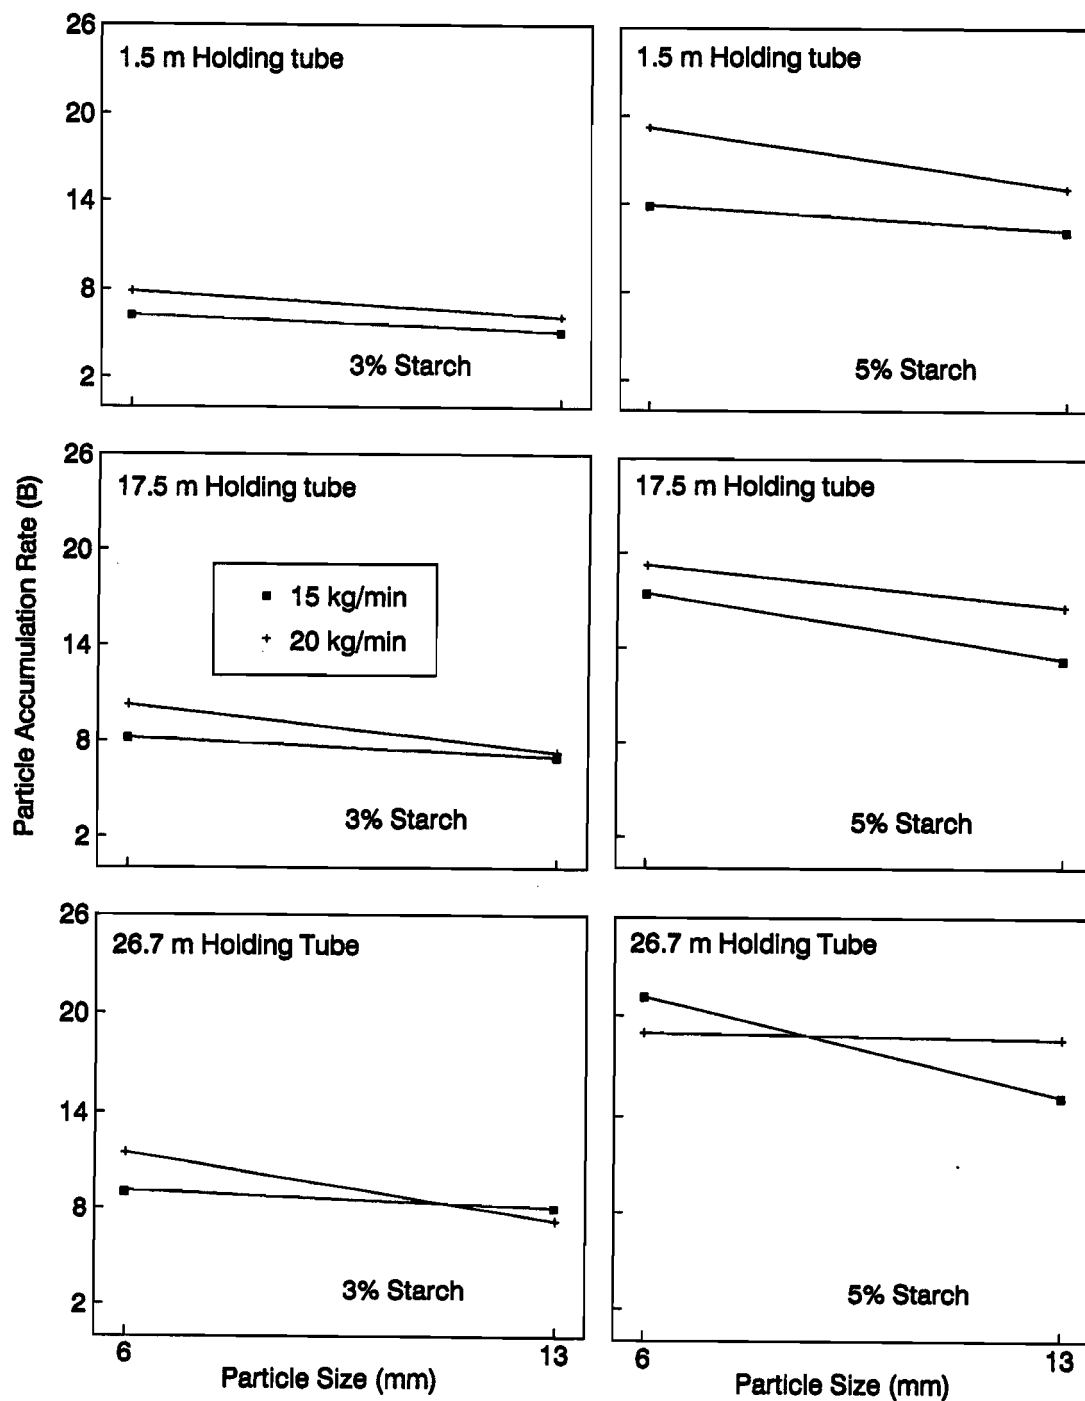 26
20
14
8
2
1.5 m Holding tube
3% Starch
1.5 m Holding tube
5% Starch
Particle Accumulation Rate (B)
26
20
14
8
2
17.5 m Holding tube
15 kg/min
20 kg/min
3% Starch
17.5 m Holding tube
5% Starch
26
20
14
8
2
26.7 m Holding Tube
3% Starch
6
13
Particle Size (mm)
26.7 m Holding Tube
5% Starch
6
13
Particle Size (mm)